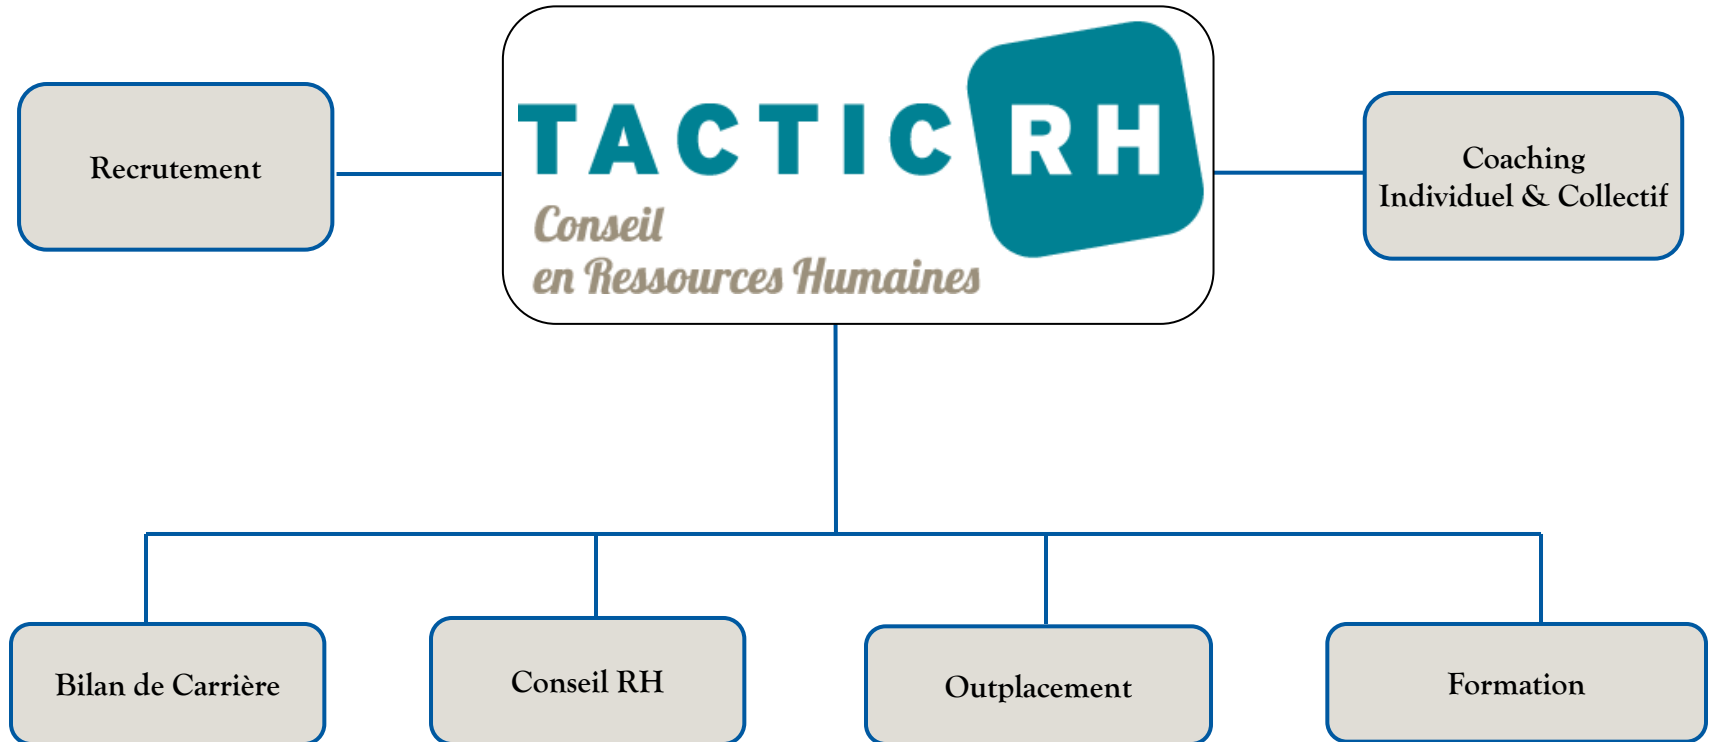 TACTIC RH
Conseil
en Ressources Humaines
Recrutement
Coaching
Individuel & Collectif
Bilan de Carrière
Conseil RH
Outplacement
Formation